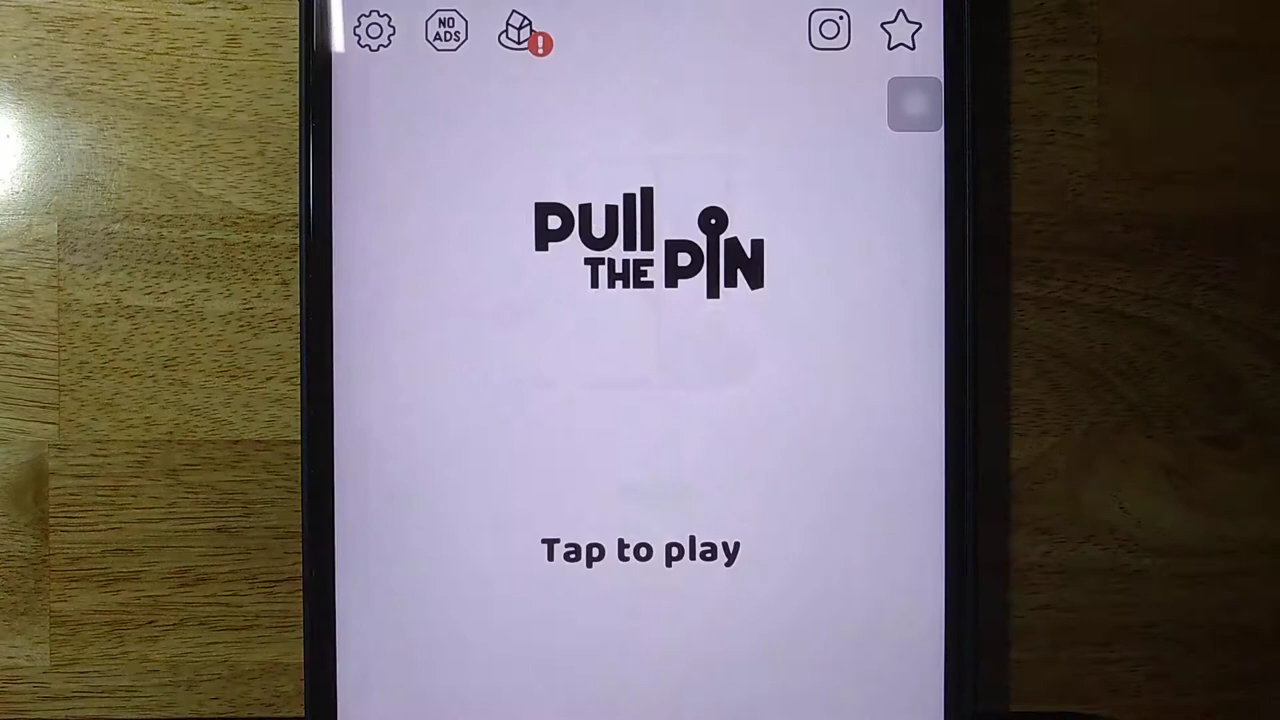 NO
ADS
!
PUll
THE PIN
Tap to play